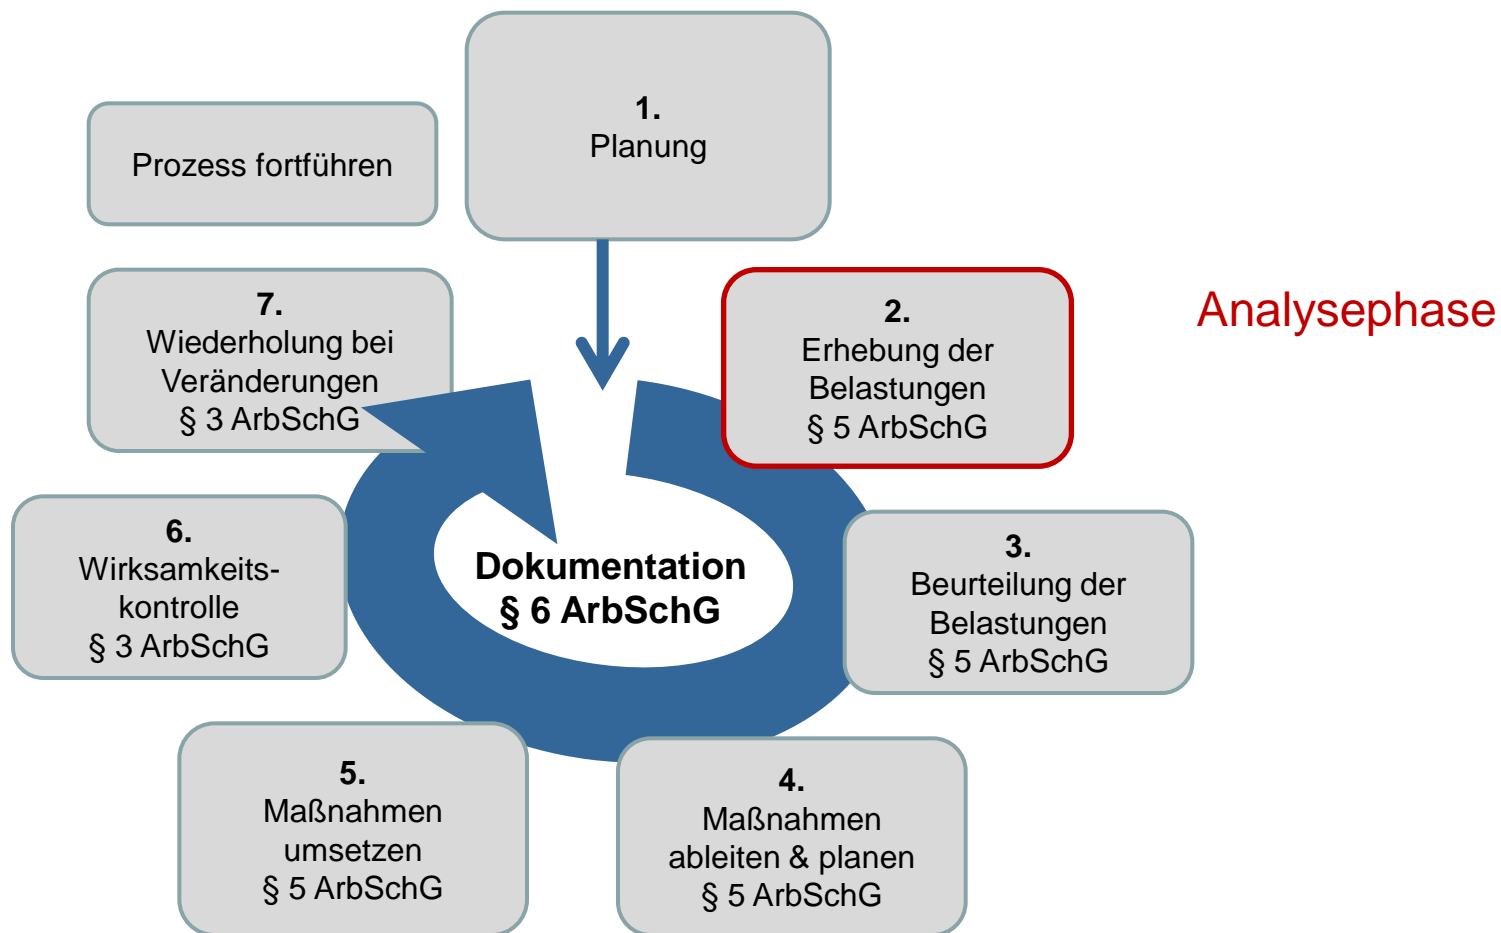 1.
Planung
Prozess fortführen
2.
Erhebung der
Belastungen
§ 5 ArbSchG
Analysephase
3.
Beurteilung der
Belastungen
§ 5 ArbSchG
4.
Maßnahmen
ableiten & planen
§ 5 ArbSchG
5.
Maßnahmen
umsetzen
§ 5 ArbSchG
6.
Wirksamkeits-
kontrolle
§ 3 ArbSchG
7.
Wiederholung bei
Veränderungen
§ 3 ArbSchG
Dokumentation
§ 6 ArbSchG